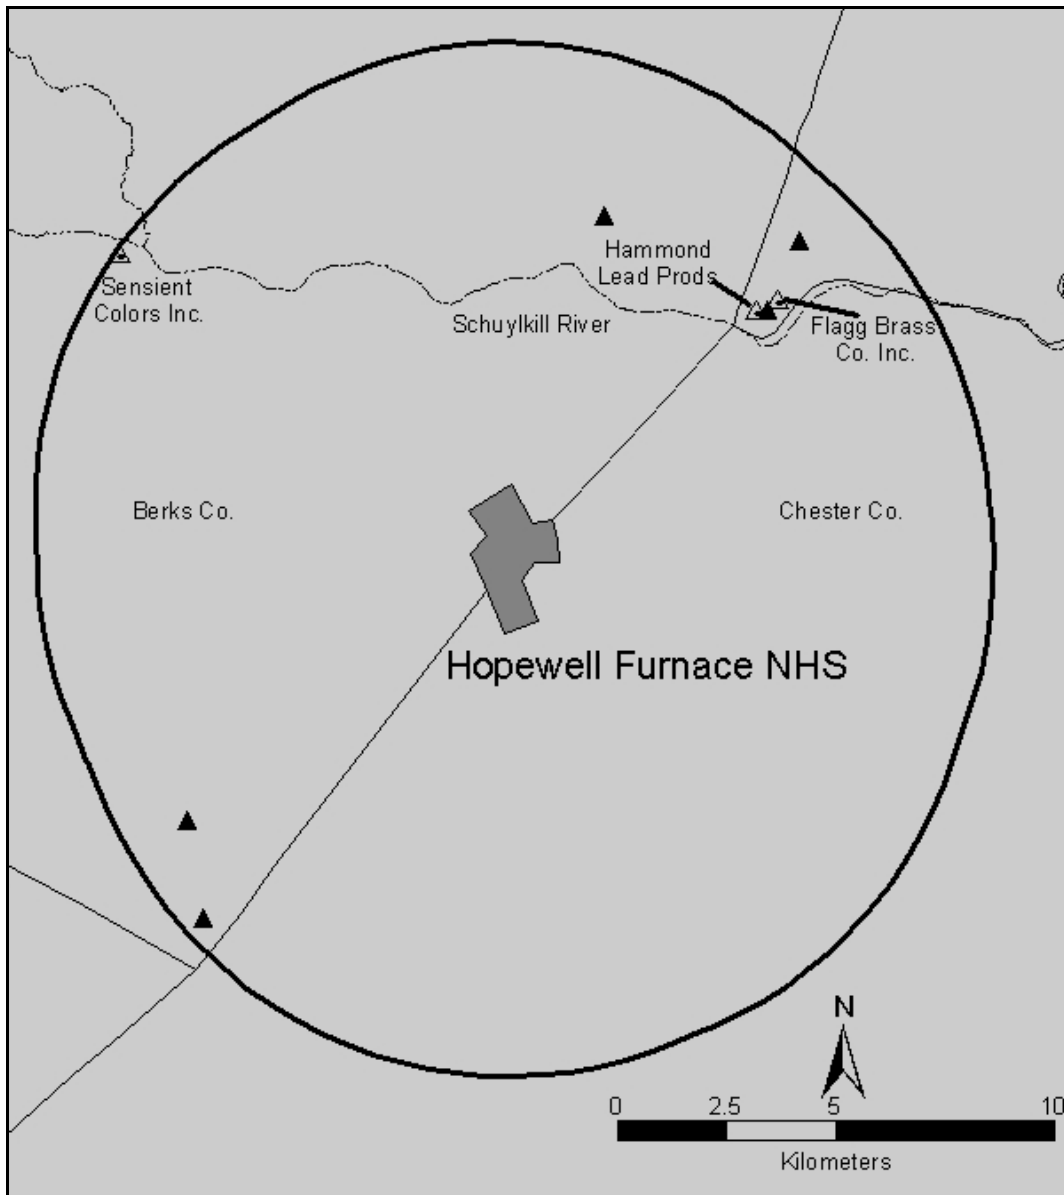 Hammond
Lead Prods
Sensient
Colors Inc.
Schuylkill River
Flagg Brass
Co. Inc.
Berks Co.
Chester Co.
Hopewell Furnace NHS
N
0 2.5 5 10
Kilometers